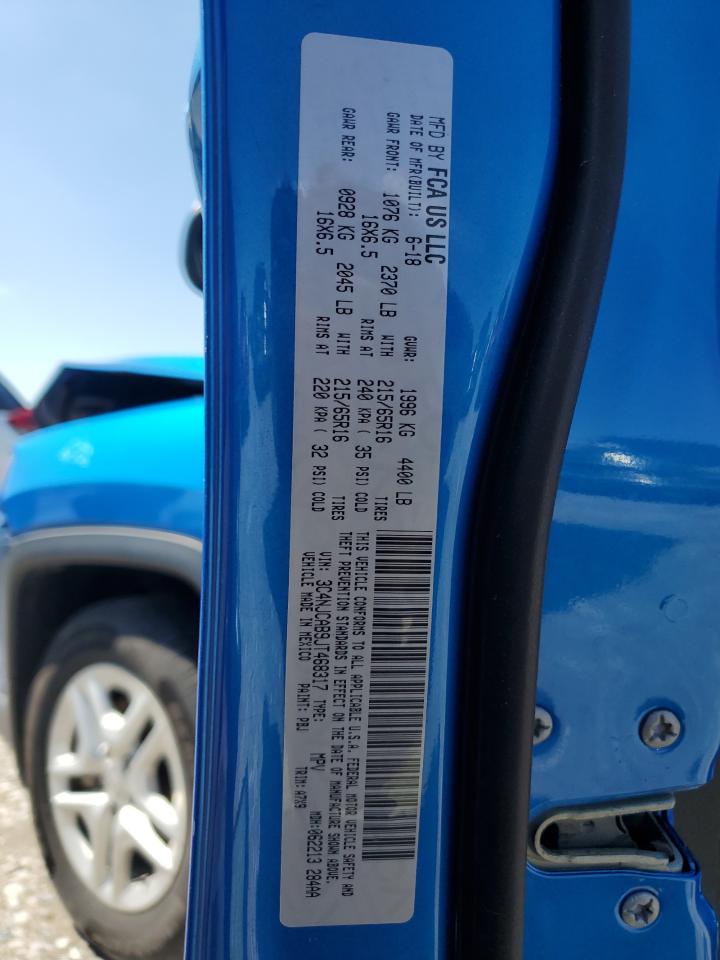 MFD BY FCA US LLC
DATE OF MFR(BUILT): 6-18 GVWR: 1996 KG 4400 LB
GAWR FRONT: 1076 KG 2370 LB WITH 215/65R16 TIRES
16X6.5 RIMS AT 240 KPA ( 35 PSI) COLD
GAWR REAR: 0928 KG 2045 LB WITH 215/65R16 TIRES
16X6.5 RIMS AT 220 KPA ( 32 PSI) COLD
THIS VEHICLE CONFORMS TO ALL APPLICABLE U.S.A. FEDERAL MOTOR VEHICLE SAFETY AND
THEFT PREVENTION STANDARDS IN EFFECT ON THE DATE OF MANUFACTURE SHOWN ABOVE.
VIN: 3C4NJCAB9JT468317 TYPE: MPV MDH:062213 284AA
VEHICLE MADE IN MEXICO PAINT: PBJ TRIM: A7X9